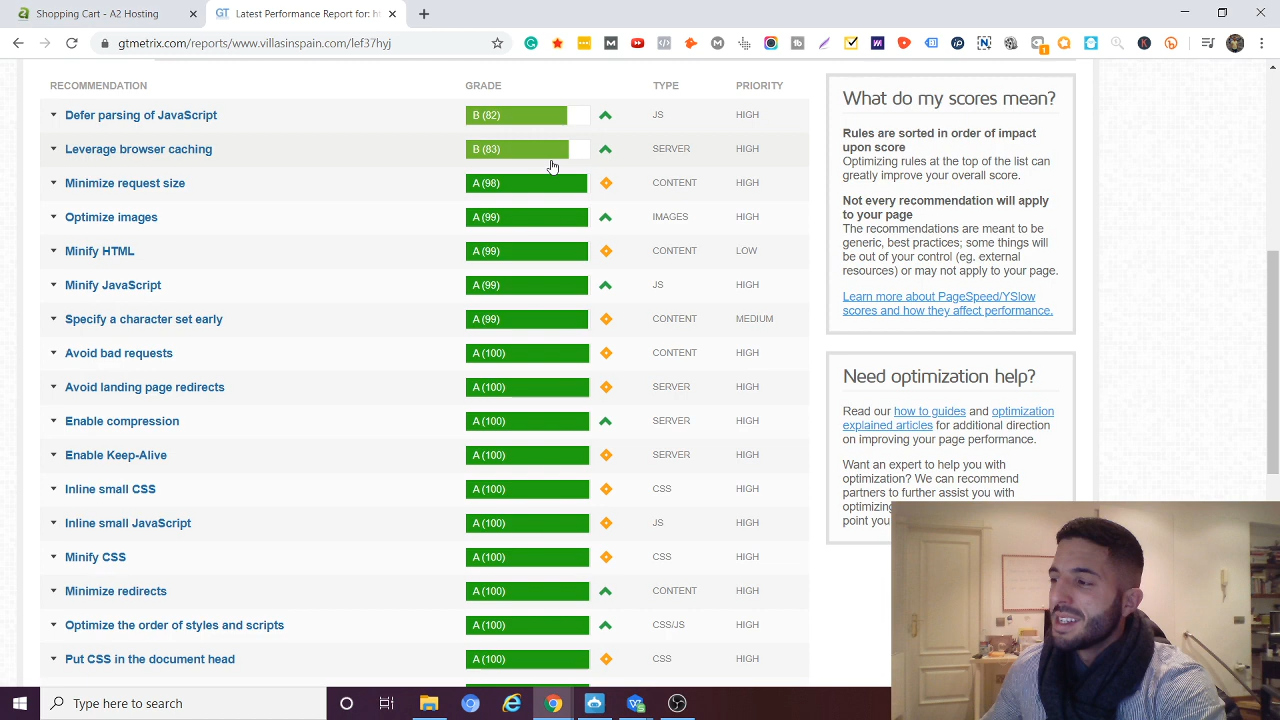 Shopping Cart - A2 Hosting
GT Latest Performance Report for: h
gtmetrix.com/reports/www.villasinspain.com/lef37hyj
RECOMMENDATION GRADE TYPE PRIORITY
Defer parsing of JavaScript B (82) JS HIGH
Leverage browser caching B (83) SERVER HIGH
Minimize request size A (98) CONTENT HIGH
Optimize images A (99) IMAGES HIGH
Minify HTML A (99) CONTENT LOW
Minify JavaScript A (99) JS HIGH
Specify a character set early A (99) CONTENT MEDIUM
Avoid bad requests A (100) CONTENT HIGH
Avoid landing page redirects A (100) SERVER HIGH
Enable compression A (100) SERVER HIGH
Enable Keep-Alive A (100) SERVER HIGH
Inline small CSS A (100) CSS HIGH
Inline small JavaScript A (100) JS HIGH
Minify CSS A (100) CSS HIGH
Minimize redirects A (100) CONTENT HIGH
Optimize the order of styles and scripts A (100) CSS/JS HIGH
Put CSS in the document head A (100) CSS HIGH
What do my scores mean?
Rules are sorted in order of impact
upon score
Optimizing rules at the top of the list can
greatly improve your overall score.
Not every recommendation will apply
to your page
The recommendations are meant to be
generic, best practices; some things will
be out of your control (eg. external
resources) or may not apply to your page.
Learn more about PageSpeed/YSlow
scores and how they affect performance.
Need optimization help?
Read our how to guides and optimization
explained articles for additional direction
on improving your page performance.
Want an expert to help you with
optimization? We can recommend
partners to further assist you with
optimizing
point you
Type here to search